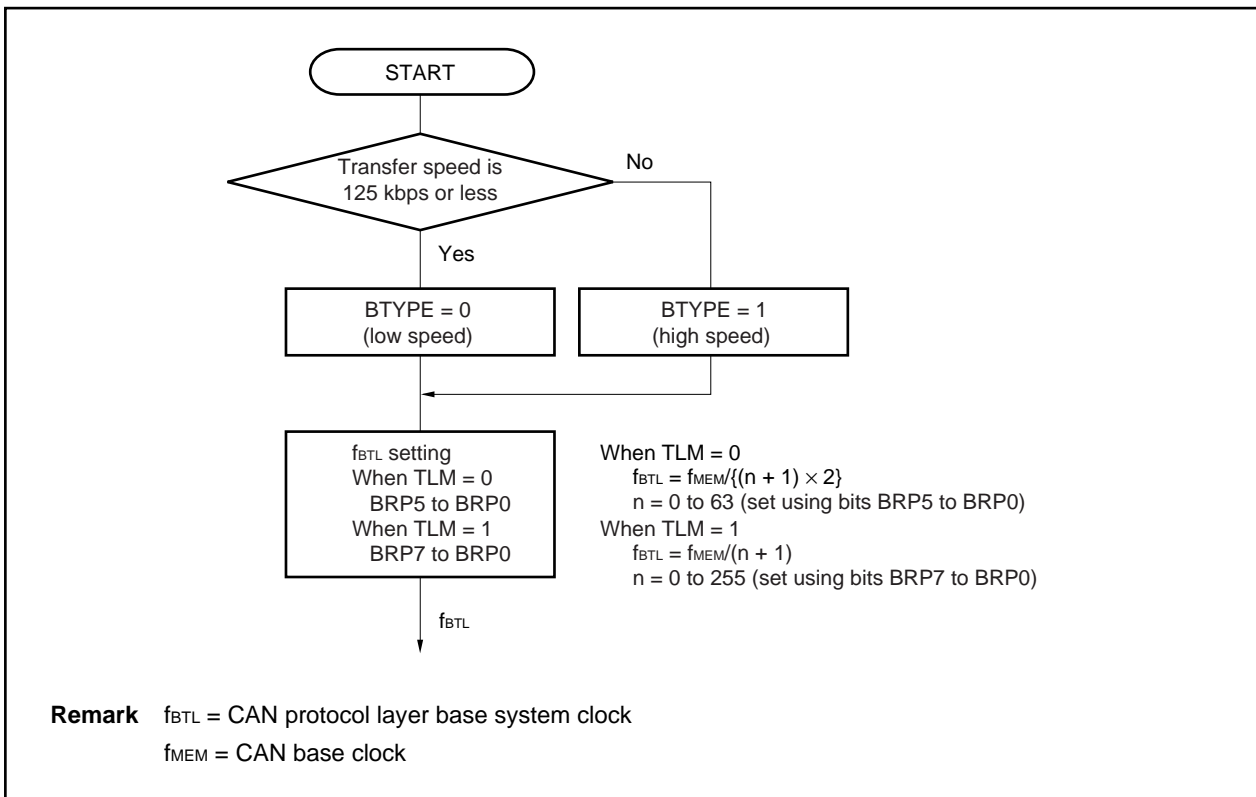 START
Transfer speed is
125 kbps or less
No
Yes
BTYPE = 0
(low speed)
BTYPE = 1
(high speed)
fBTL setting
When TLM = 0
BRP5 to BRP0
When TLM = 1
BRP7 to BRP0
When TLM = 0
fBTL = fMEM/{(n + 1) × 2}
n = 0 to 63 (set using bits BRP5 to BRP0)
When TLM = 1
fBTL = fMEM/(n + 1)
n = 0 to 255 (set using bits BRP7 to BRP0)
fBTL
Remark fBTL = CAN protocol layer base system clock
fMEM = CAN base clock